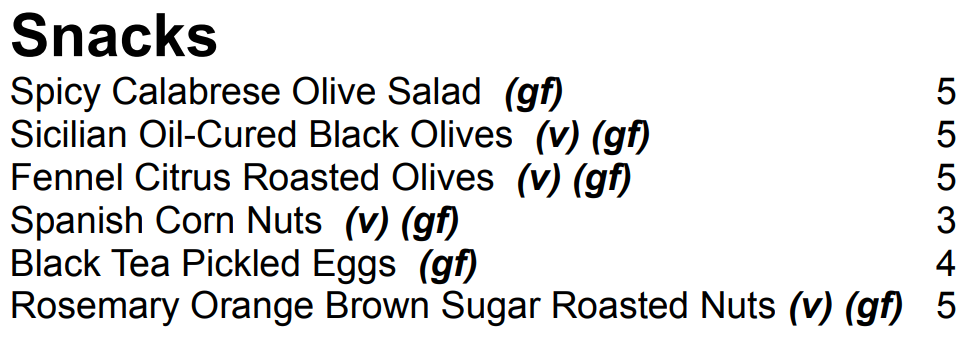 Snacks
Spicy Calabrese Olive Salad (gf) 5
Sicilian Oil-Cured Black Olives (v) (gf) 5
Fennel Citrus Roasted Olives (v) (gf) 5
Spanish Corn Nuts (v) (gf) 3
Black Tea Pickled Eggs (gf) 4
Rosemary Orange Brown Sugar Roasted Nuts (v) (gf) 5